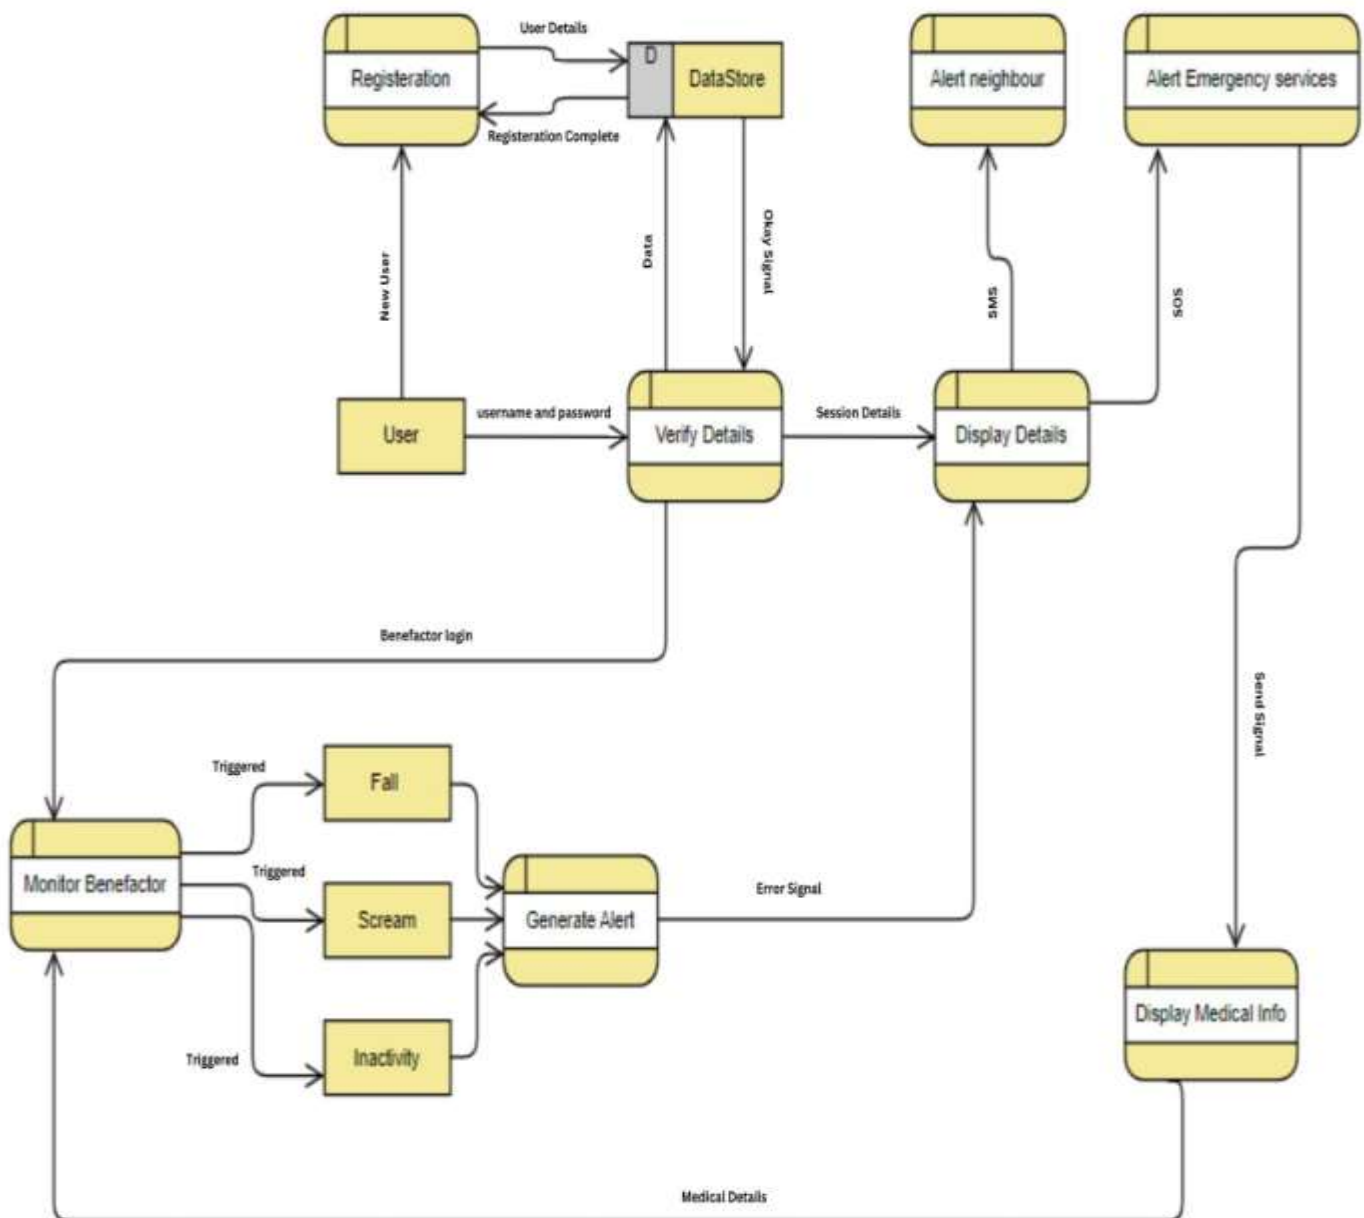 User Details
D
DataStore
Registeration
Alert neighbour
Alert Emergency services
Registeration Complete
New User
Data
Okay Signal
SMS
SOS
User
username and password
Verify Details
Session Details
Display Details
Benefactor login
Send Signal
Triggered
Fall
Triggered
Monitor Benefactor
Scream
Generate Alert
Error Signal
Triggered
Inactivity
Display Medical Info
Medical Details